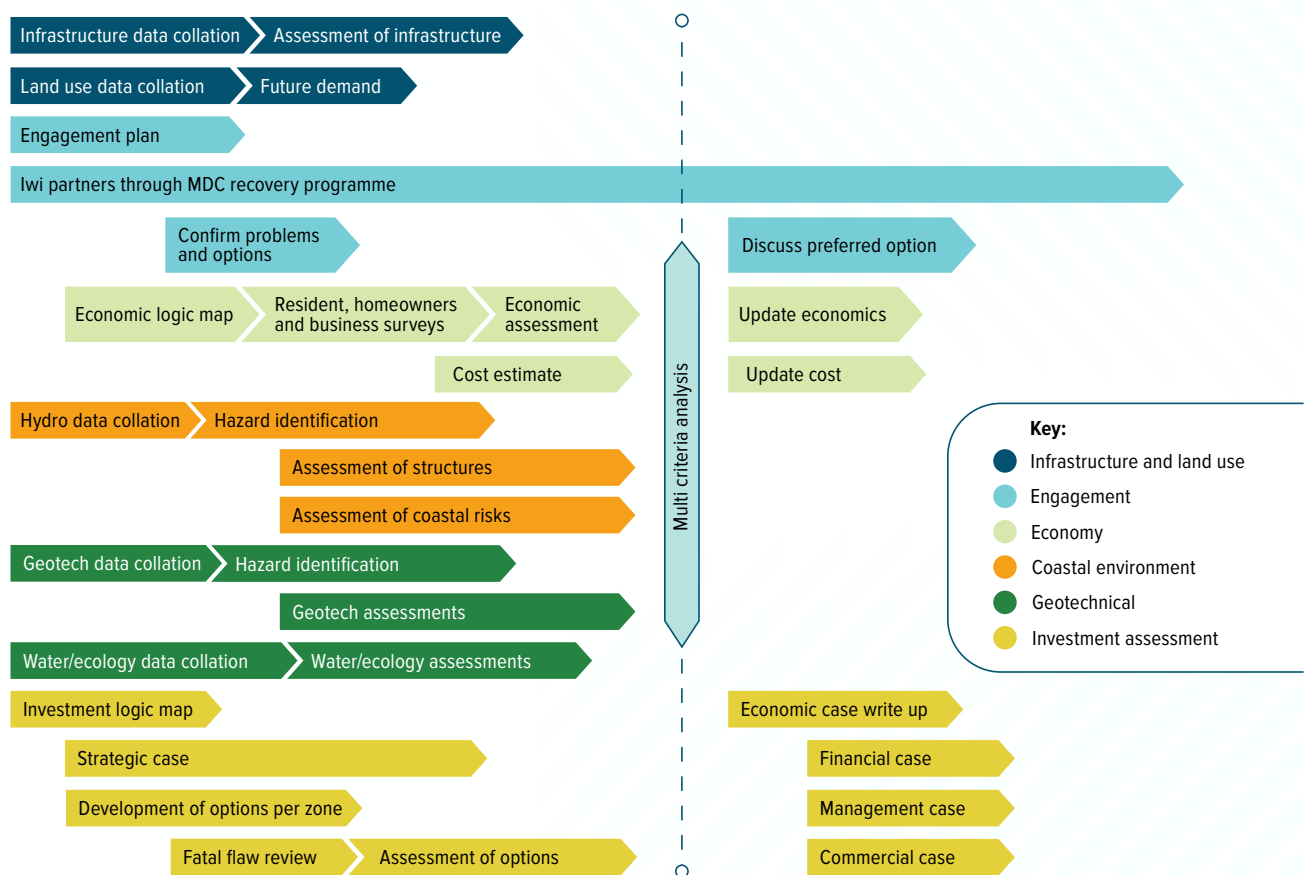 Infrastructure data collation
Assessment of infrastructure
Land use data collation
Future demand
Engagement plan
Iwi partners through MDC recovery programme
Confirm problems
and options
Discuss preferred option
Economic logic map
Resident, homeowners
and business surveys
Economic
assessment
Update economics
Cost estimate
Update cost
Multi criteria analysis
Hydro data collation
Hazard identification
Assessment of structures
Assessment of coastal risks
Geotech data collation
Hazard identification
Geotech assessments
Water/ecology data collation
Water/ecology assessments
Key:
Infrastructure and land use
Engagement
Economy
Coastal environment
Geotechnical
Investment assessment
Investment logic map
Economic case write up
Strategic case
Financial case
Development of options per zone
Management case
Fatal flaw review
Assessment of options
Commercial case